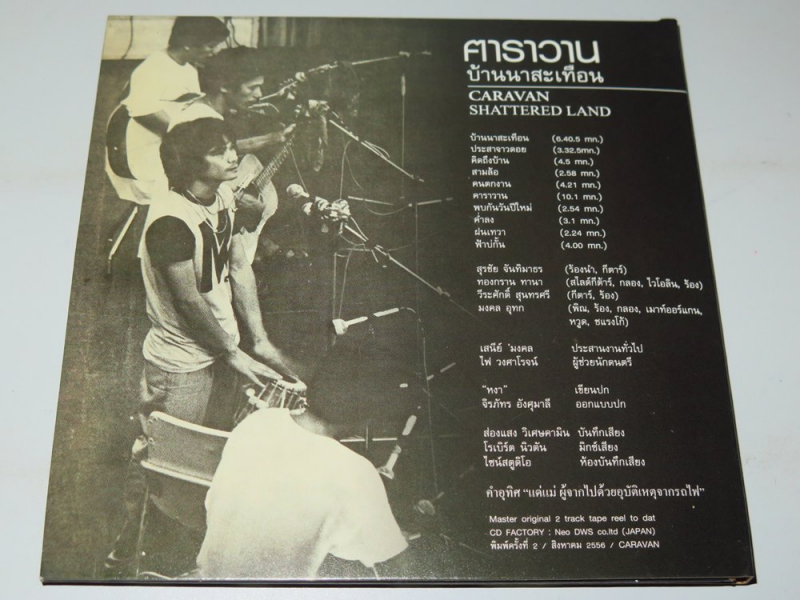 คาราวาน
บ้านนาสะเทือน
CARAVAN
SHATTERED LAND
บ้านนาสะเทือน (6.40.5 mn.)
ประสาจาวดอย (3.32.5mn.)
คิดถึงบ้าน (4.5 mn.)
สามล้อ (2.58 mn.)
คนตกงาน (4.21 mn.)
คาราวาน (10.1 mn.)
พบกันวันปีใหม่ (2.54 mn.)
ค่ำลง (3.1 mn.)
ฝนเทวา (2.24 mn.)
ฟ้าบ่กั้น (4.00 mn.)
สุรชัย จันทิมาธร (ร้องนำ, กีตาร์)
ทองกราน ทานา (สไลด์กีต้าร์, กลอง, ไวโอลิน, ร้อง)
วีระศักดิ์ สุนทรศรี (กีตาร์, ร้อง)
มงคล อุทก (พิณ, ร้อง, กลอง, เมาท์ออร์แกน,
หวูด, ชแรงโก้)
เสนีย์ 'มงคล ประสานงานทั่วไป
ไฟ วงศาโรจน์ ผู้ช่วยนักดนตรี
"หงา" เขียนปก
จิรภัทร อังศุมาลี ออกแบบปก
ส่องแสง วิเศษคามิน บันทึกเสียง
โรเบิร์ต นิวตัน มิกซ์เสียง
ไชน์สตูดิโอ ห้องบันทึกเสียง
คำอุทิศ "แด่แม่ ผู้จากไปด้วยอุบัติเหตุจากรถไฟ"
Master original 2 track tape reel to dat
CD FACTORY : Neo DWS co.ltd (JAPAN)
พิมพ์ครั้งที่ 2 / สิงหาคม 2556 / CARAVAN